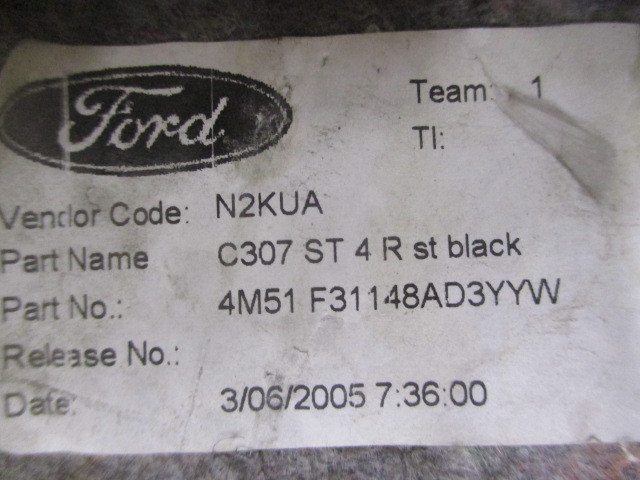 Ford
Team: 1
TI:
Vendor Code: N2KUA
Part Name C307 ST 4 R st black
Part No.: 4M51 F31148AD3YYW
Release No.:
Date: 3/06/2005 7:36:00